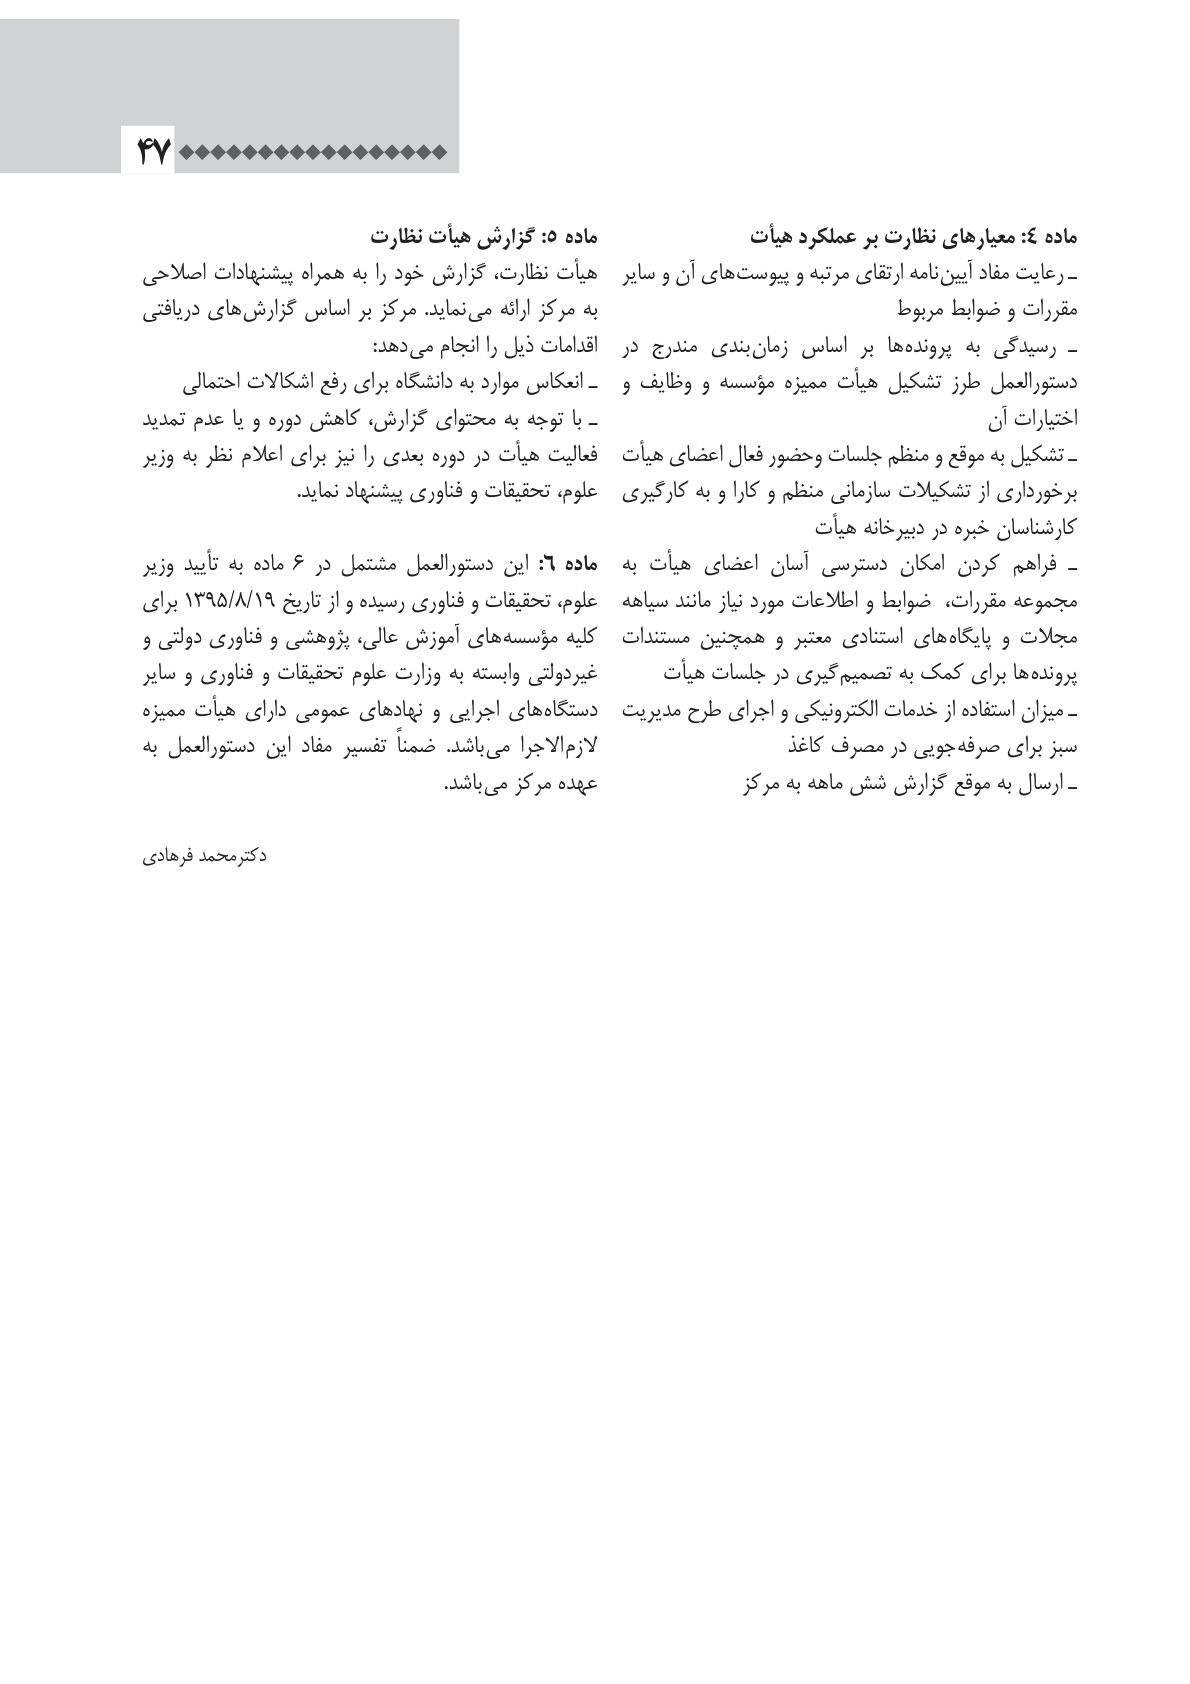 ۴۷
ماده ٤: معیارهای نظارت بر عملکرد هیأت
ـ رعایت مفاد آیین‌نامه ارتقای مرتبه و پیوست‌های آن و سایر
مقررات و ضوابط مربوط
ـ رسیدگی به پرونده‌ها بر اساس زمان‌بندی مندرج در
دستورالعمل طرز تشکیل هیأت ممیزه مؤسسه و وظایف و
اختیارات آن
ـ تشکیل به موقع و منظم جلسات وحضور فعال اعضای هیأت
برخورداری از تشکیلات سازمانی منظم و کارا و به کارگیری
کارشناسان خبره در دبیرخانه هیأت
ـ فراهم کردن امکان دسترسی آسان اعضای هیأت به
مجموعه مقررات، ضوابط و اطلاعات مورد نیاز مانند سیاهه
مجلات و پایگاه‌های استنادی معتبر و همچنین مستندات
پرونده‌ها برای کمک به تصمیم‌گیری در جلسات هیأت
ـ میزان استفاده از خدمات الکترونیکی و اجرای طرح مدیریت
سبز برای صرفه‌جویی در مصرف کاغذ
ـ ارسال به موقع گزارش شش ماهه به مرکز
ماده ٥: گزارش هیأت نظارت
هیأت نظارت، گزارش خود را به همراه پیشنهادات اصلاحی
به مرکز ارائه می‌نماید. مرکز بر اساس گزارش‌های دریافتی
اقدامات ذیل را انجام می‌دهد:
ـ انعکاس موارد به دانشگاه برای رفع اشکالات احتمالی
ـ با توجه به محتوای گزارش، کاهش دوره و یا عدم تمدید
فعالیت هیأت در دوره بعدی را نیز برای اعلام نظر به وزیر
علوم، تحقیقات و فناوری پیشنهاد نماید.
ماده ٦: این دستورالعمل مشتمل در ۶ ماده به تأیید وزیر
علوم، تحقیقات و فناوری رسیده و از تاریخ ۱۳۹۵/۸/۱۹ برای
کلیه مؤسسه‌های آموزش عالی، پژوهشی و فناوری دولتی و
غیردولتی وابسته به وزارت علوم تحقیقات و فناوری و سایر
دستگاه‌های اجرایی و نهادهای عمومی دارای هیأت ممیزه
لازم‌الاجرا می‌باشد. ضمناً تفسیر مفاد این دستورالعمل به
عهده مرکز می‌باشد.
دکترمحمد فرهادی